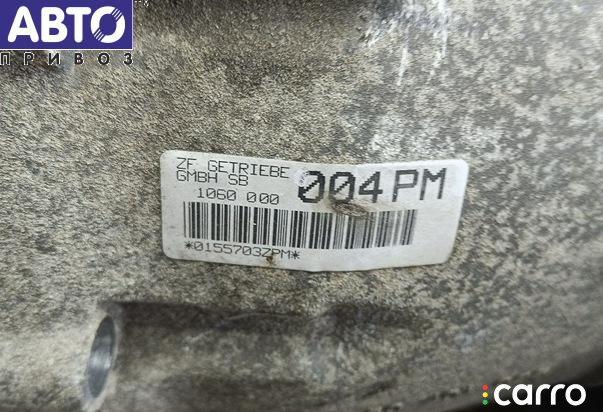 АВТО
ПРИВОЗ
ZF GETRIEBE
GMBH SB
1060 000
004PM
*0155703ZPM*
carro